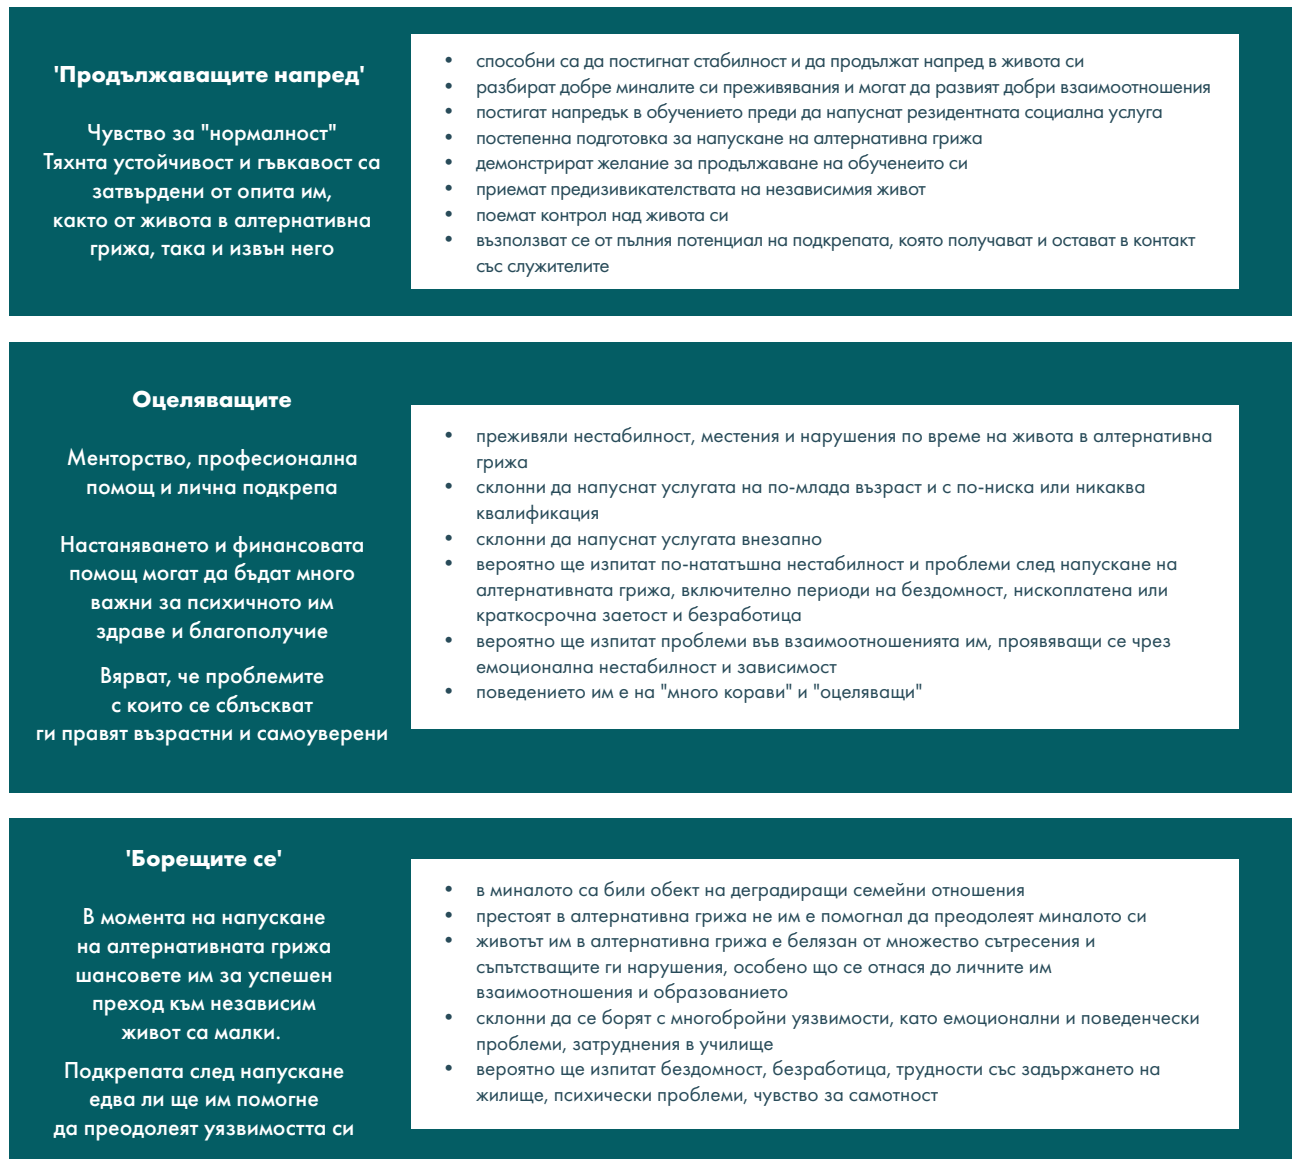 'Продължаващите напред'
Чувство за "нормалност"
Тяхнта устойчивост и гъвкавост са
затвърдени от опита им,
както от живота в алтернативна
грижа, така и извън него
• способни са да постигнат стабилност и да продължат напред в живота си
• разбират добре миналите си преживявания и могат да развият добри взаимоотношения
• постигат напредък в обучението преди да напуснат резидентната социална услуга
• постепенна подготовка за напускане на алтернативна грижа
• демонстрират желание за продължаване на обученеито си
• приемат предизивикателствата на независимия живот
• поемат контрол над живота си
• възползват се от пълния потенциал на подкрепата, която получават и остават в контакт
със служителите
Оцеляващите
Менторство, професионална
помощ и лична подкрепа
Настаняването и финансовата
помощ могат да бъдат много
важни за психичното им
здраве и благополучие
Вярват, че проблемите
с които се сблъскват
ги правят възрастни и самоуверени
• преживяли нестабилност, местения и нарушения по време на живота в алтернативна
грижа
• склонни да напуснат услугата на по-млада възраст и с по-ниска или никаква
квалификация
• склонни да напуснат услугата внезапно
• вероятно ще изпитат по-нататъшна нестабилност и проблеми след напускане на
алтернативната грижа, включително периоди на бездомност, нископлатена или
краткосрочна заетост и безработица
• вероятно ще изпитат проблеми във взаимоотношенията им, проявяващи се чрез
емоционална нестабилност и зависимост
• поведението им е на "много корави" и "оцеляващи"
'Борещите се'
В момента на напускане
на алтернативната грижа
шансовете им за успешен
преход към независим
живот са малки.
Подкрепата след напускане
едва ли ще им помогне
да преодолеят уязвимостта си
• в миналото са били обект на деградиращи семейни отношения
• престоят в алтернативна грижа не им е помогнал да преодолеят миналото си
• животът им в алтернативна грижа е белязан от множество сътресения и
съпътстващите ги нарушения, особено що се отнася до личните им
взаимоотношения и образованието
• склонни да се борят с многобройни уязвимости, като емоционални и поведенчески
проблеми, затруднения в училище
• вероятно ще изпитат бездомност, безработица, трудности със задържането на
жилище, психически проблеми, чувство за самотност